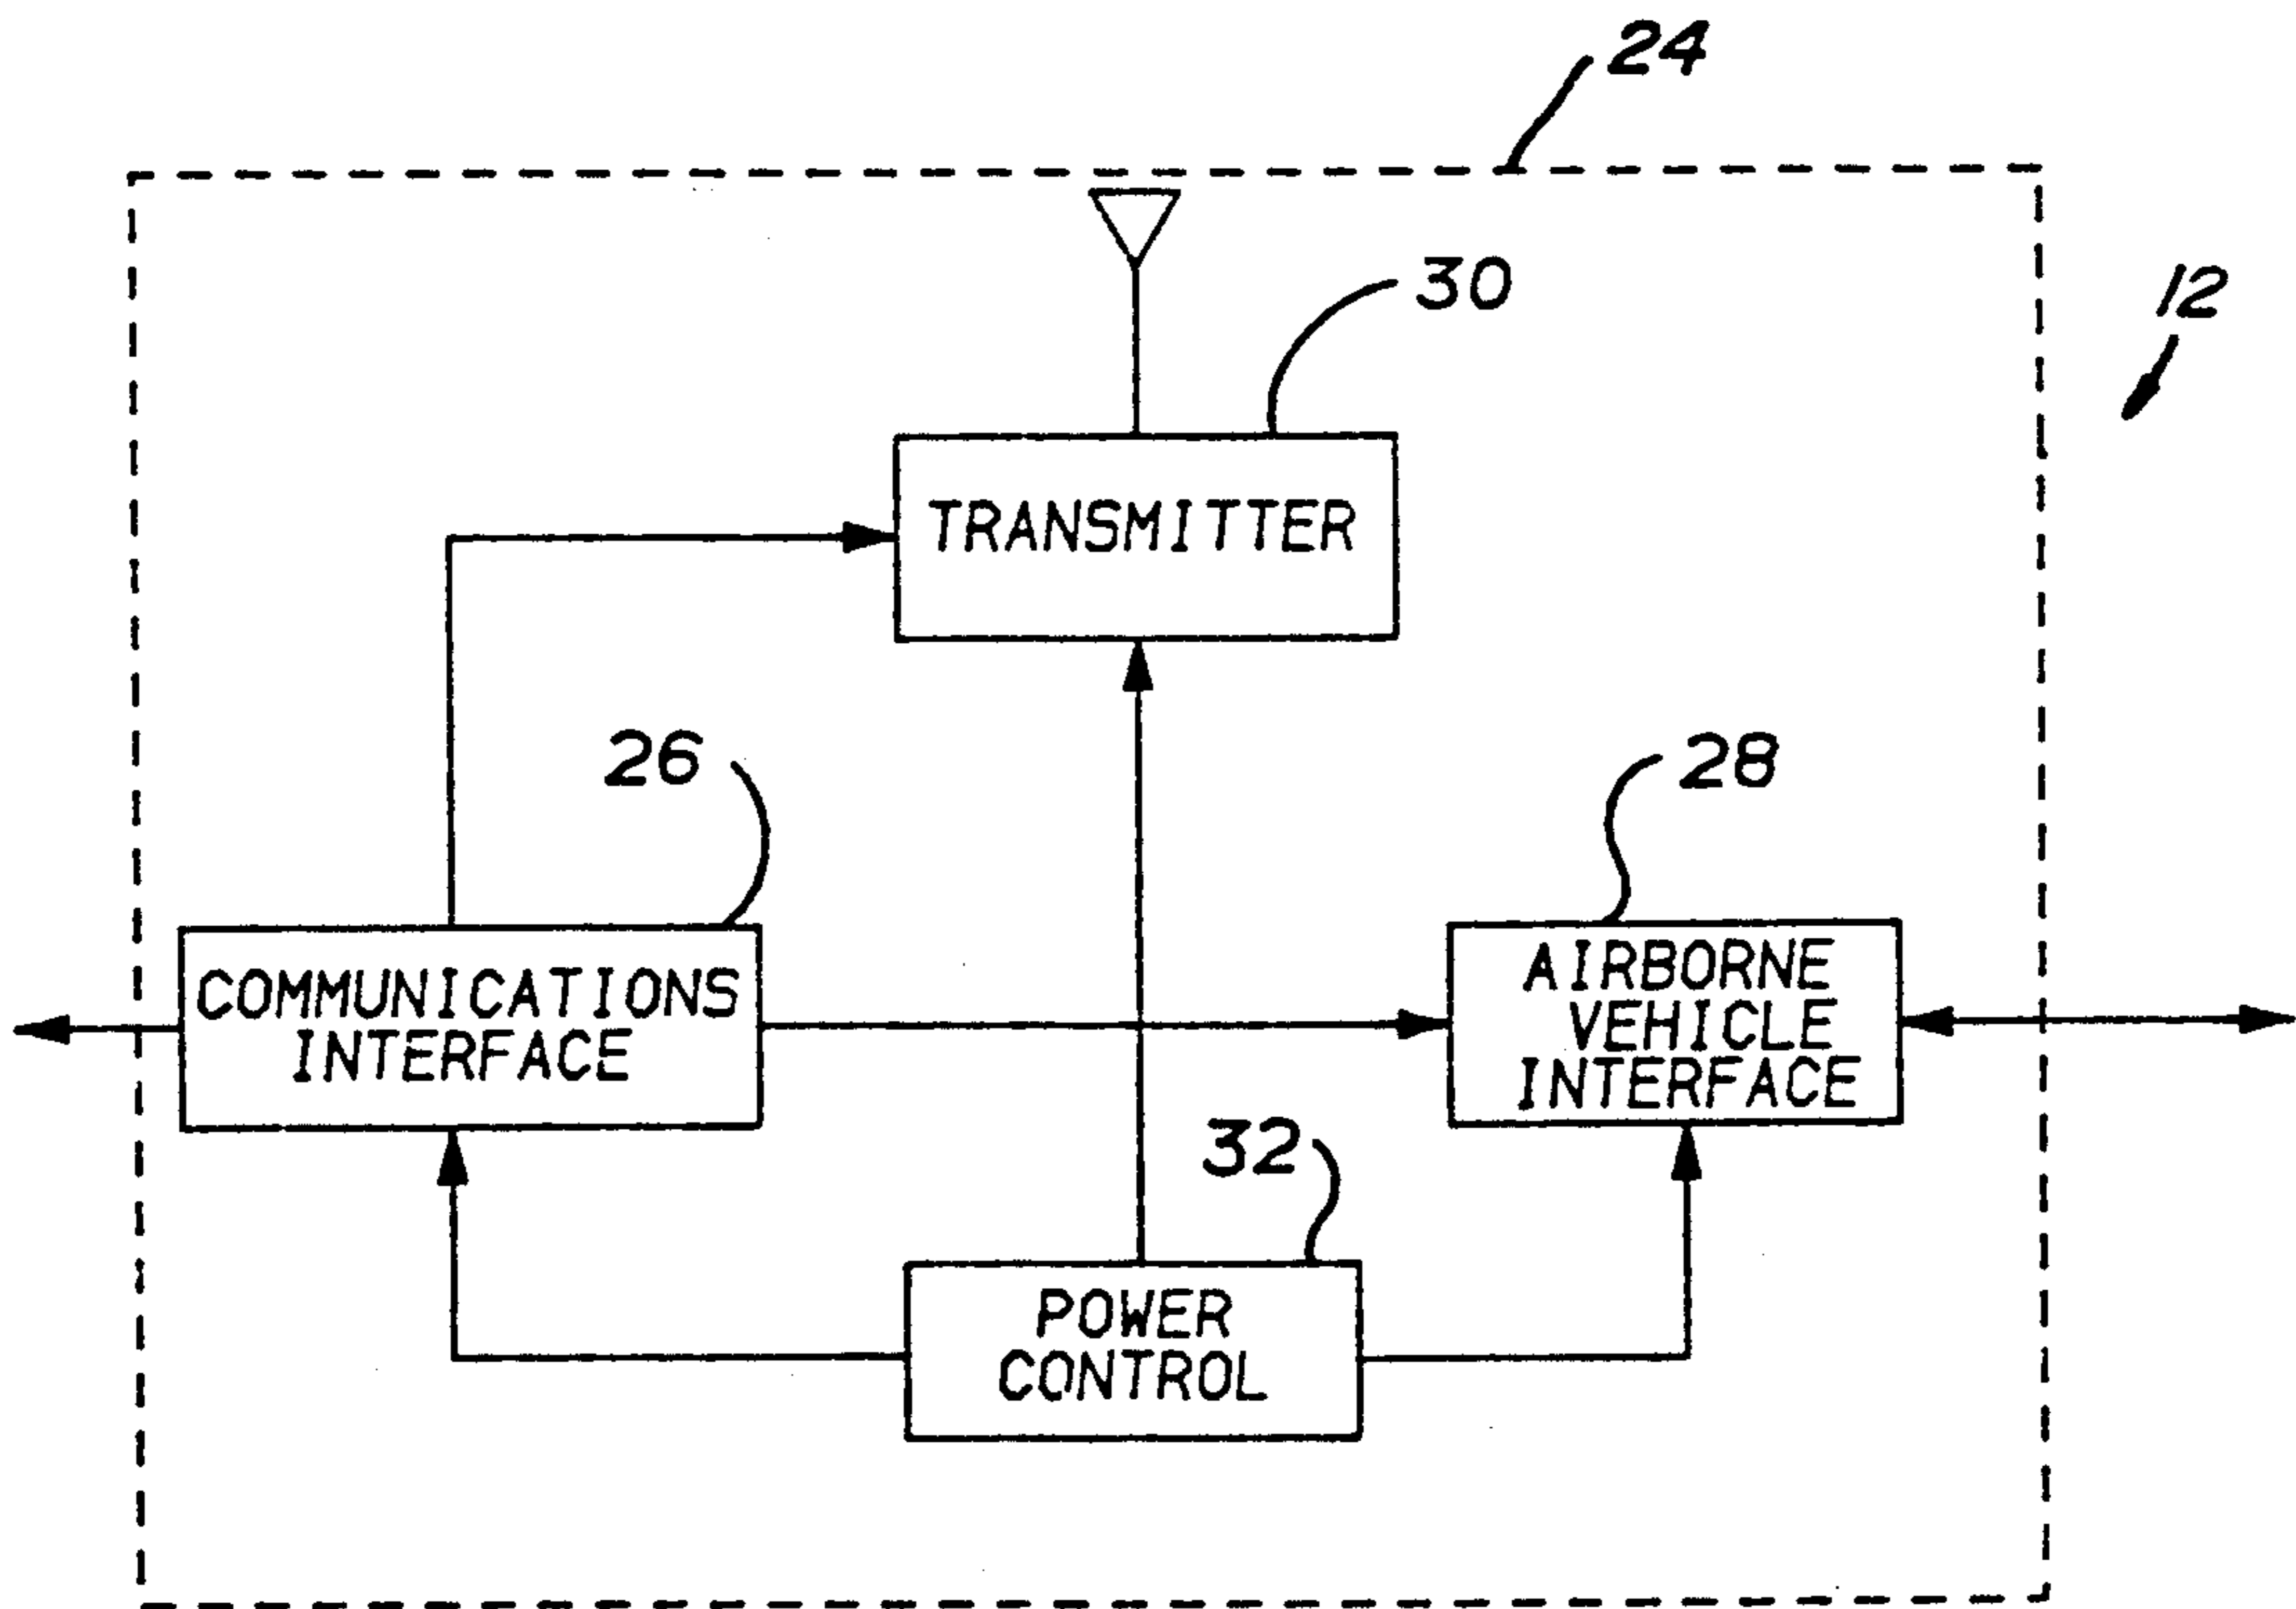 24
12
30
TRANSMITTER
26
28
COMMUNICATIONS
INTERFACE
AIRBORNE
VEHICLE
INTERFACE
32
POWER
CONTROL